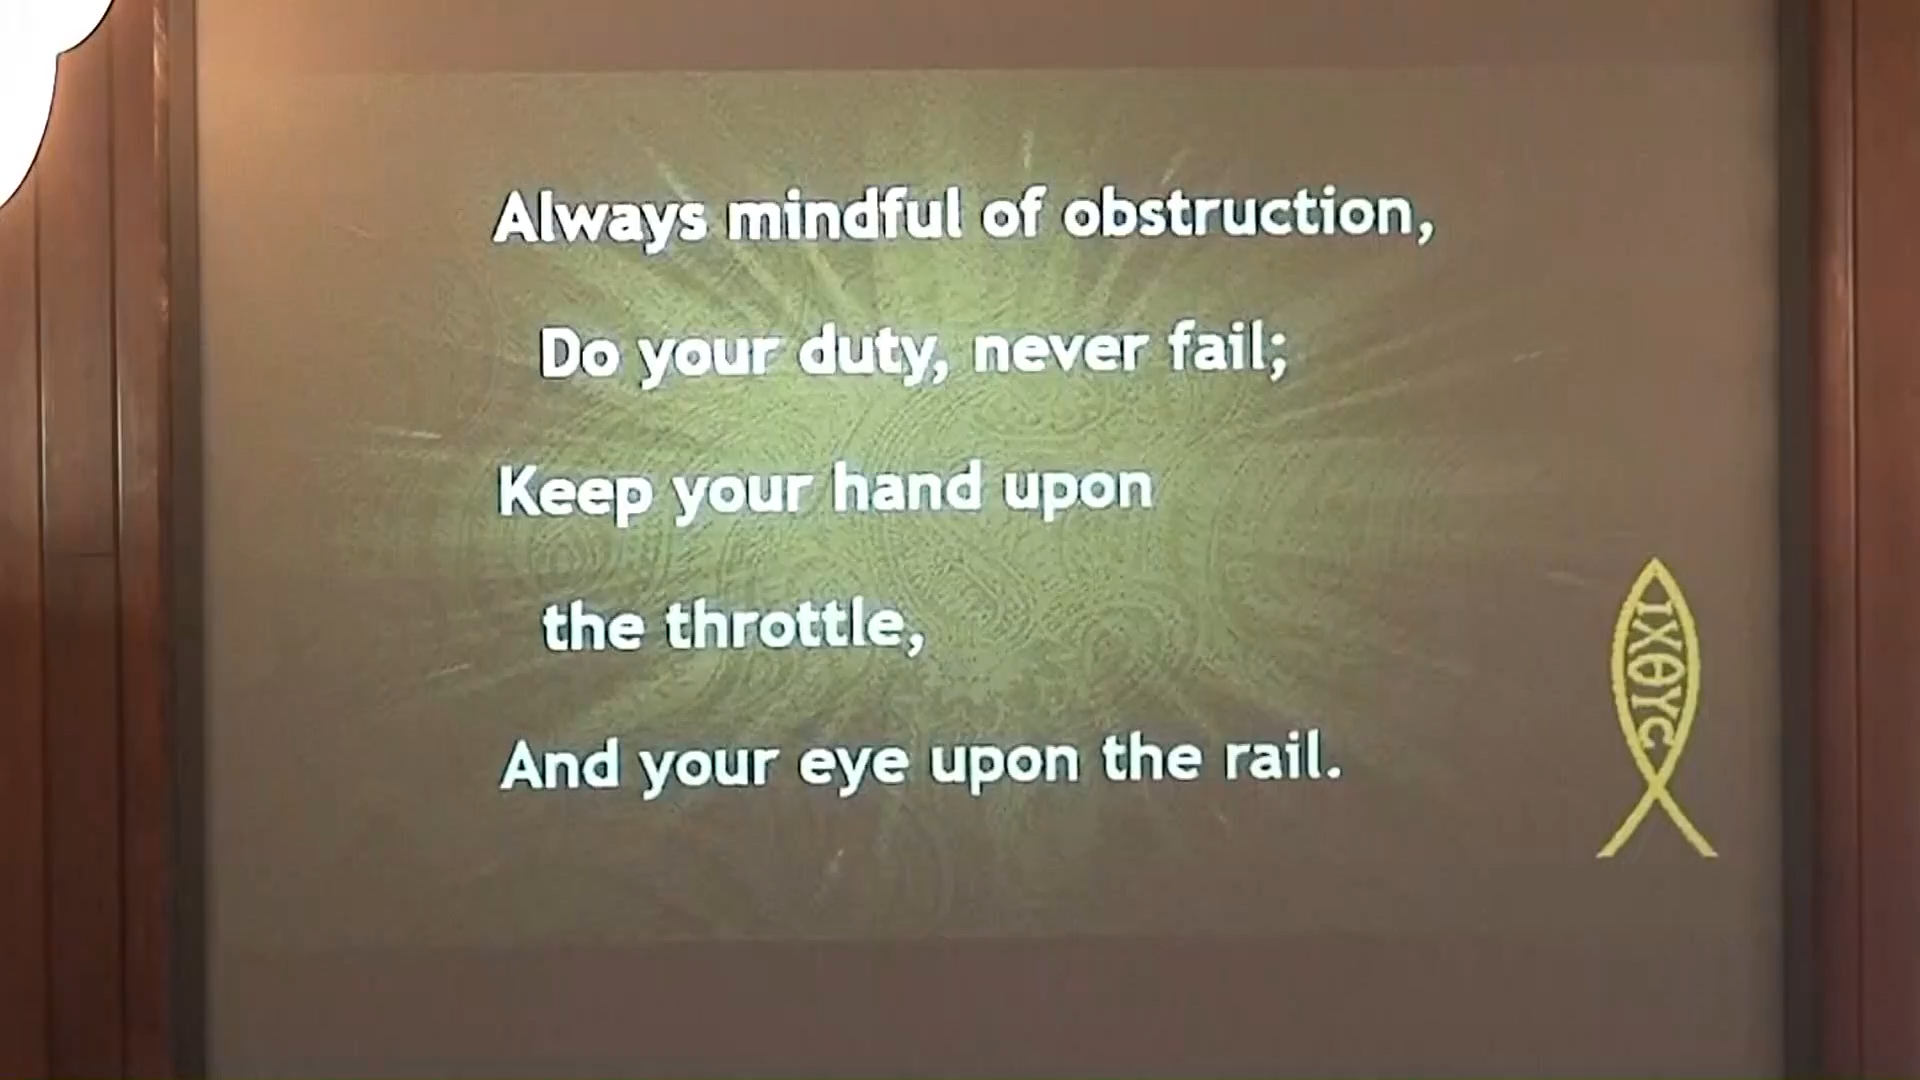 Always mindful of obstruction,
Do your duty, never fail;
Keep your hand upon
the throttle,
And your eye upon the rail.
ΙΧΘΥϹ